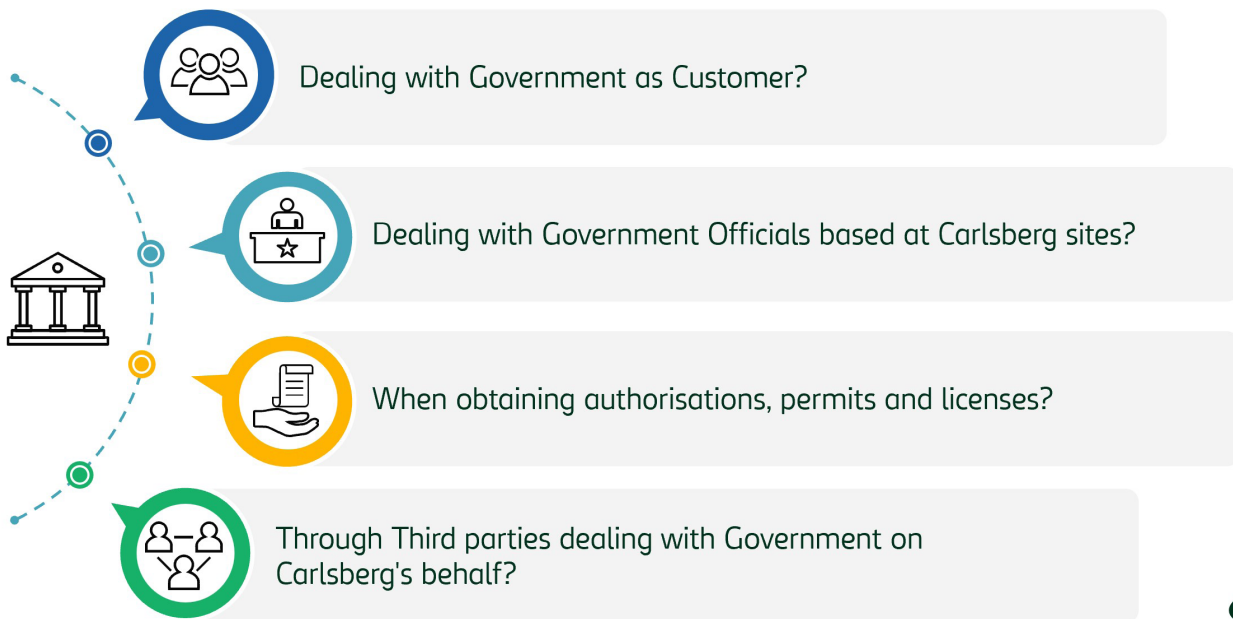 Dealing with Government as Customer?
Dealing with Government Officials based at Carlsberg sites?
When obtaining authorisations, permits and licenses?
Through Third parties dealing with Government on
Carlsberg's behalf?